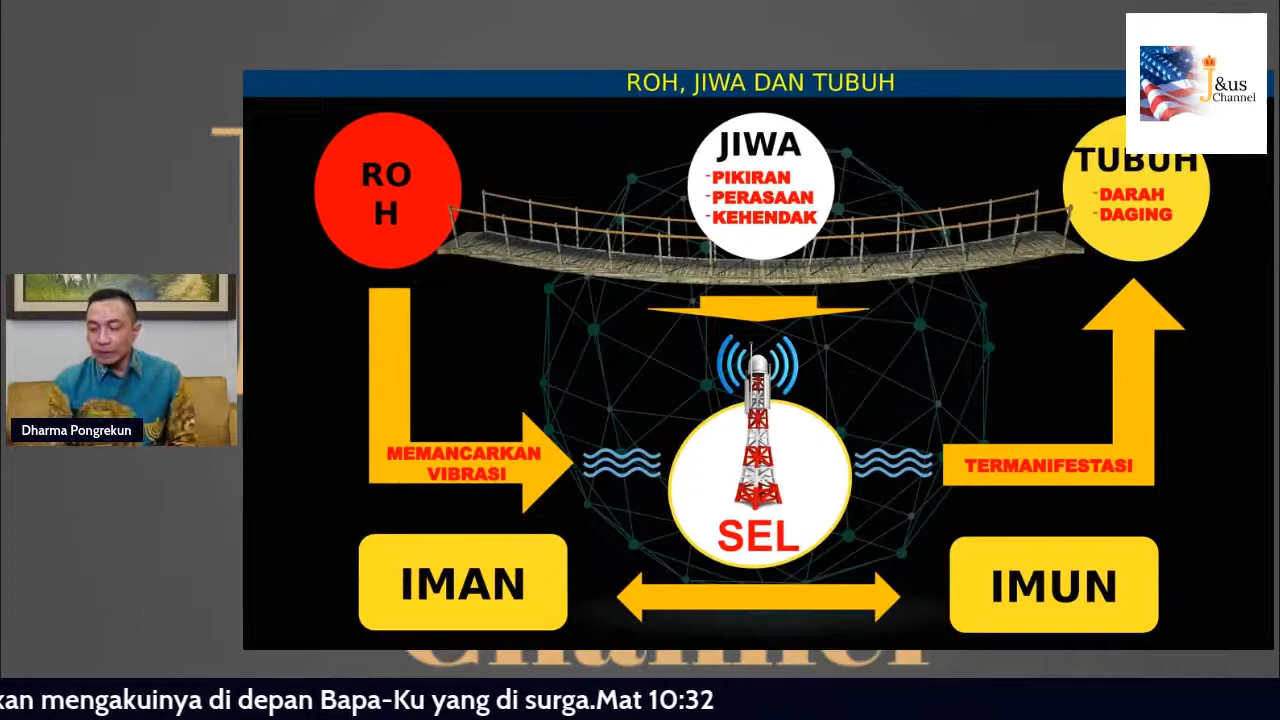 ROH, JIWA DAN TUBUH
J&us
Channel
RO
H
JIWA
-PIKIRAN
-PERASAAN
-KEHENDAK
TUBUH
-DARAH
-DAGING
Dharma Pongrekun
MEMANCARKAN
VIBRASI
TERMANIFESTASI
SEL
IMAN
IMUN
Channel
kan mengakuinya di depan Bapa-Ku yang di surga.Mat 10:32